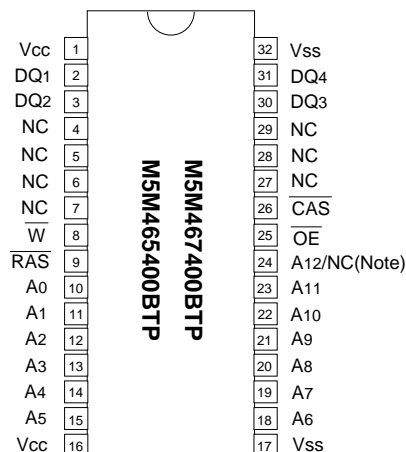 Vcc 1 32 Vss
DQ1 2 31 DQ4
DQ2 3 30 DQ3
NC 4 29 NC
NC 5 28 NC
NC 6 27 NC
NC 7 26 CAS
W 8 25 OE
RAS 9 24 A12/NC(Note)
A0 10 23 A11
A1 11 22 A10
A2 12 21 A9
A3 13 20 A8
A4 14 19 A7
A5 15 18 A6
Vcc 16 17 Vss
M5M467400BTP
M5M465400BTP